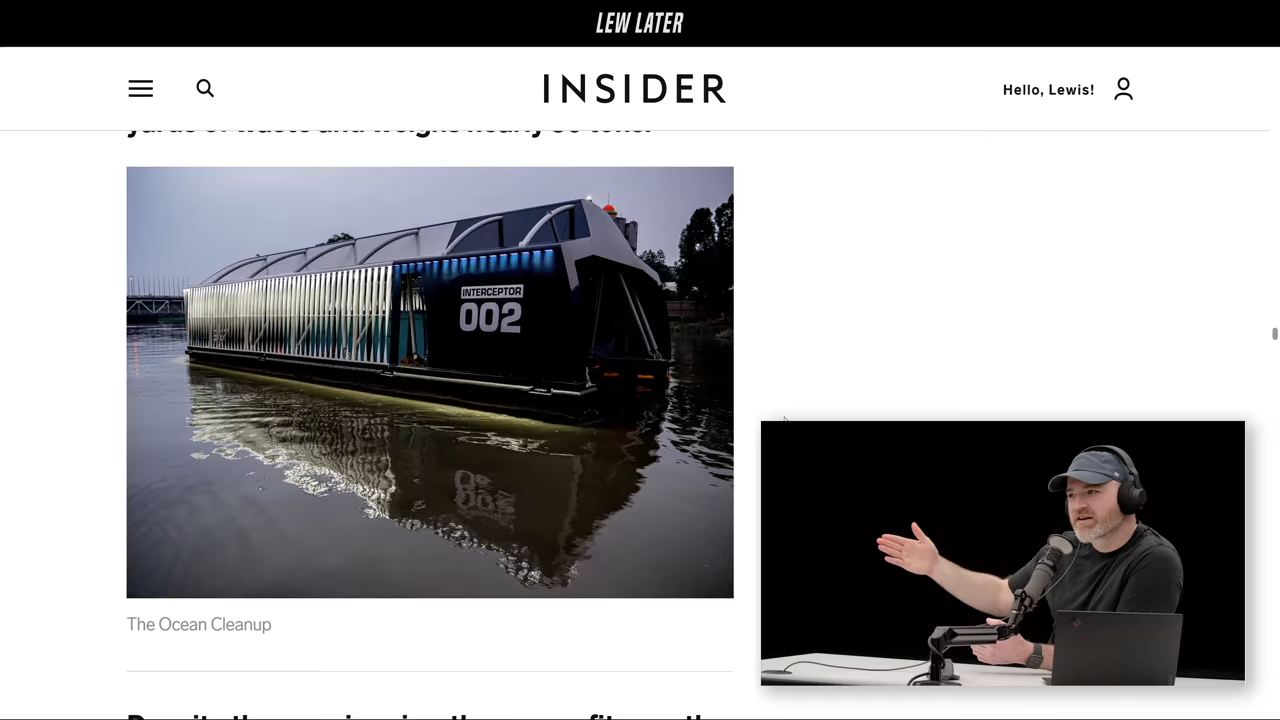 LEW LATER
INSIDER
Hello, Lewis!
yards of waste and weighs nearly 50 tons.
INTERCEPTOR
002
The Ocean Cleanup